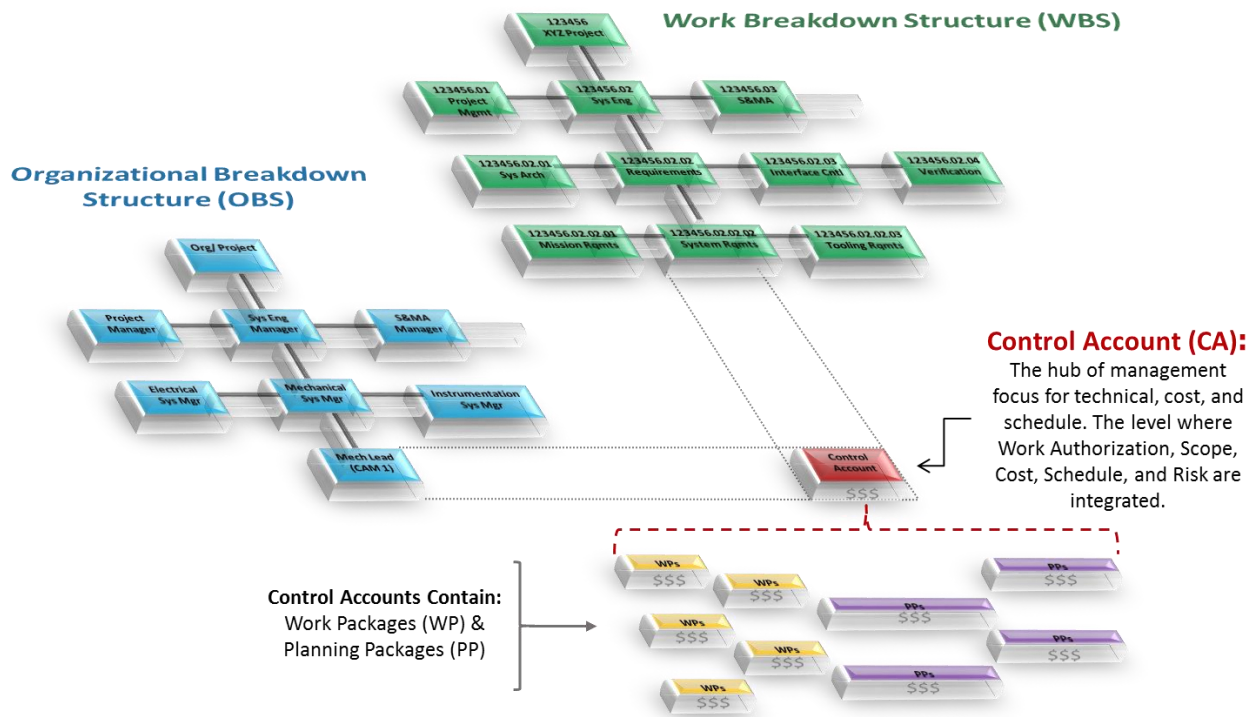 Work Breakdown Structure (WBS)
123456
XYZ Project
123456.01
Project
Mgmt
123456.02
Sys Eng
123456.03
S&MA
123456.02.01
Sys Arch
123456.02.02
Requirements
123456.02.03
Interface Cntl
123456.02.04
Verification
123456.02.02.01
Mission Rqmts
123456.02.02.02
System Rqmts
123456.02.02.03
Tooling Rqmts
Organizational Breakdown
Structure (OBS)
Org/ Project
Project
Manager
Sys Eng
Manager
S&MA
Manager
Electrical
Sys Mgr
Mechanical
Sys Mgr
Instrumentation
Sys Mgr
Mech Lead
(CAM 1)
Control
Account
$$$
Control Account (CA):
The hub of management
focus for technical, cost, and
schedule. The level where
Work Authorization, Scope,
Cost, Schedule, and Risk are
integrated.
Control Accounts Contain:
Work Packages (WP) &
Planning Packages (PP)
WPs
$$$
WPs
$$$
PPs
$$$
PPs
$$$
WPs
$$$
WPs
$$$
PPs
$$$
PPs
$$$
WPs
$$$